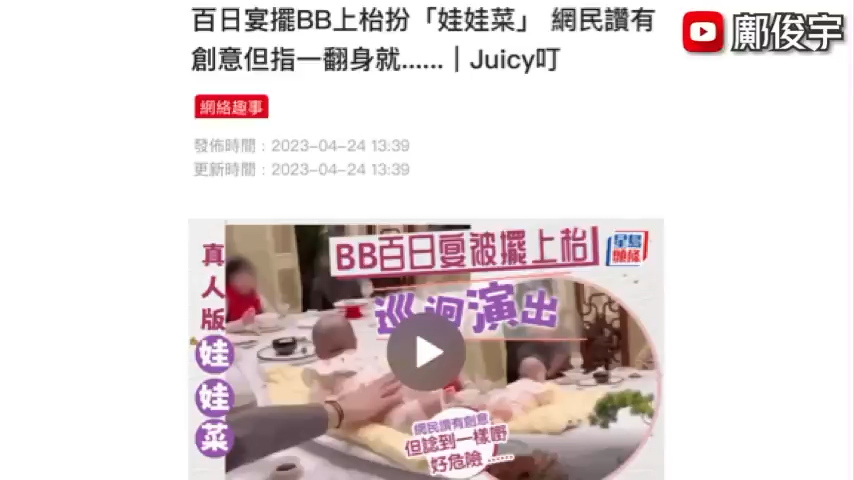 百日宴擺BB上枱扮「娃娃菜」 網民讚有
創意但指一翻身就......｜Juicy叮
鄺俊宇
網絡趣事
發佈時間：2023-04-24 13:39
更新時間：2023-04-24 13:39
BB百日宴被擺上枱
星島
頭條
巡迴演出
真人版
娃娃菜
網民讚有創意
但諗到一樣嘢
好危險......